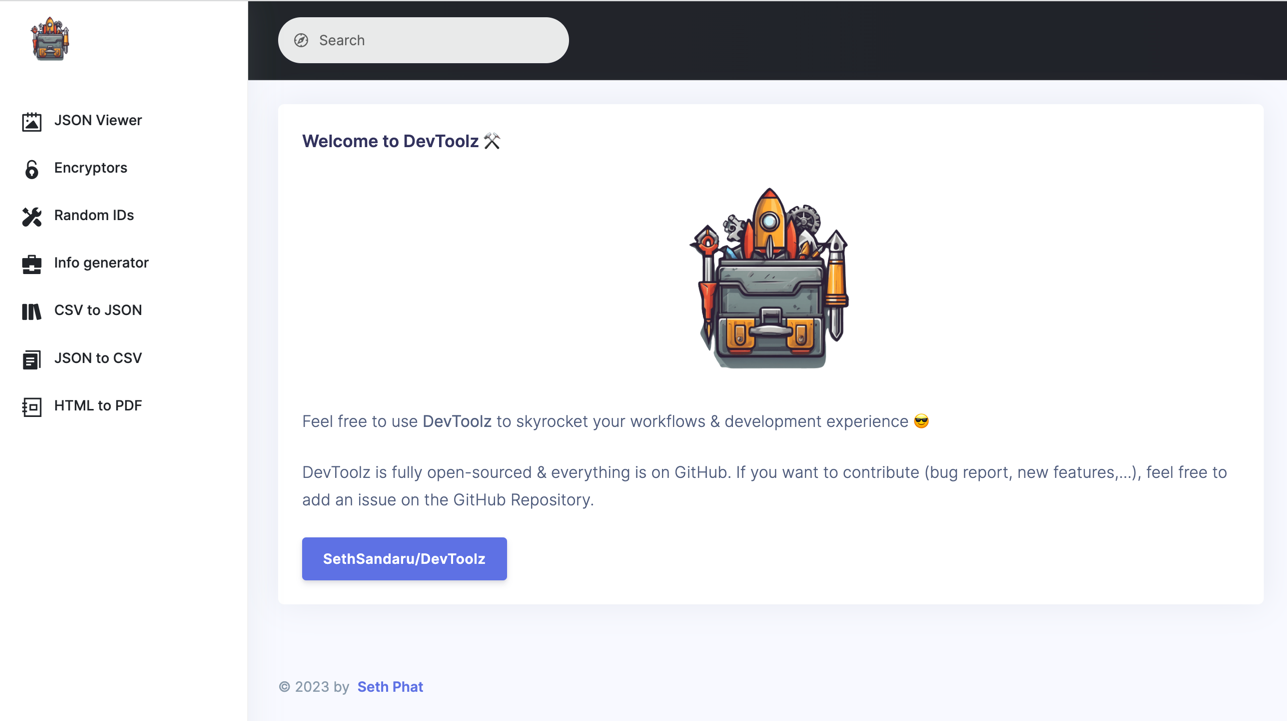 Search
JSON Viewer
Encryptors
Random IDs
Info generator
CSV to JSON
JSON to CSV
HTML to PDF
Welcome to DevToolz ⚒️
Feel free to use DevToolz to skyrocket your workflows & development experience 😎
DevToolz is fully open-sourced & everything is on GitHub. If you want to contribute (bug report, new features,...), feel free to
add an issue on the GitHub Repository.
SethSandaru/DevToolz
© 2023 by Seth Phat